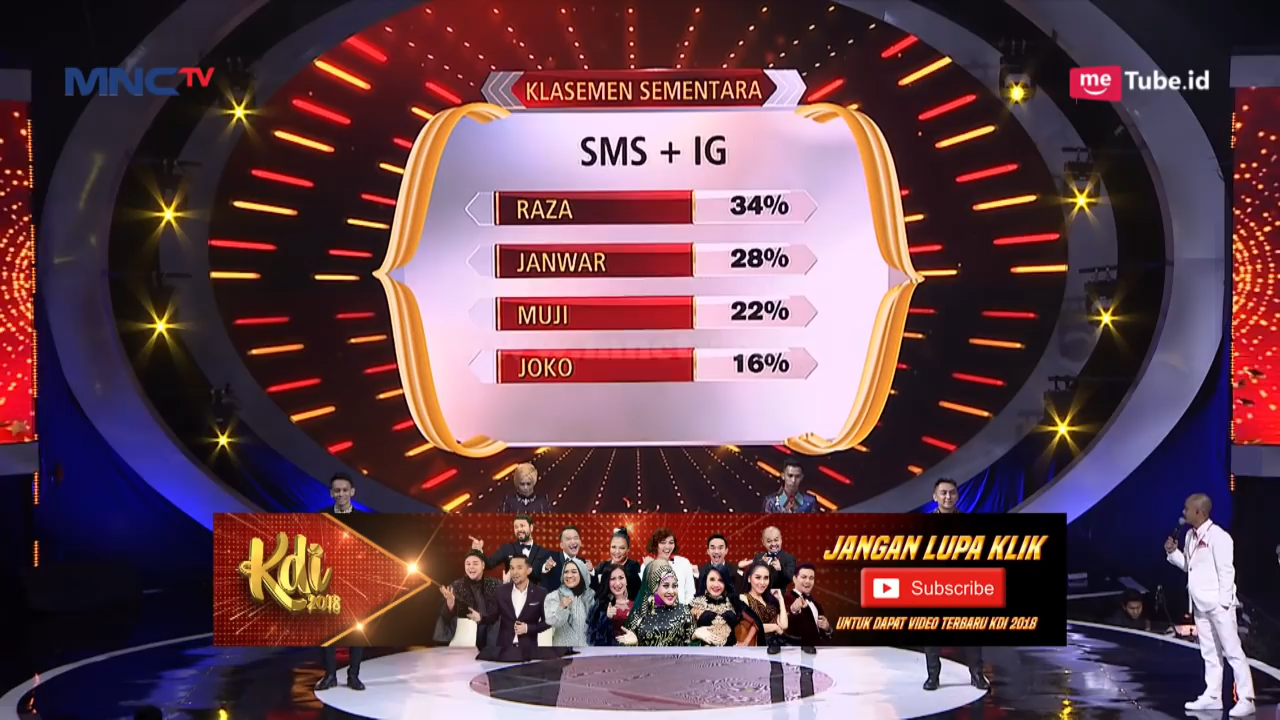 MNCTV
me Tube.id
KLASEMEN SEMENTARA
SMS + IG
RAZA 34%
JANWAR 28%
MUJI 22%
JOKO 16%
Kdi
2018
JANGAN LUPA KLIK
Subscribe
UNTUK DAPAT VIDEO TERBARU KDI 2018